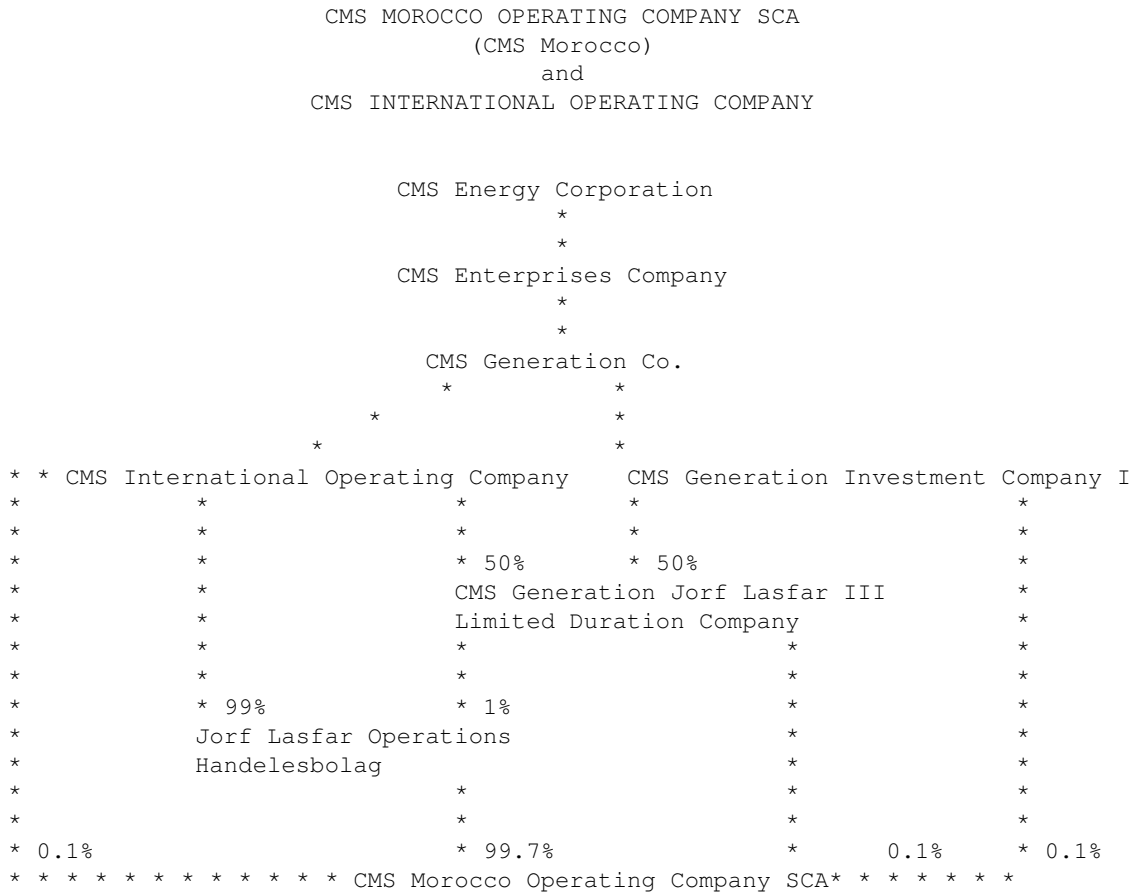 CMS MOROCCO OPERATING COMPANY SCA
(CMS Morocco)
and
CMS INTERNATIONAL OPERATING COMPANY
CMS Energy Corporation
*
*
CMS Enterprises Company
*
*
CMS Generation Co.
* *
* *
* *
* * CMS International Operating Company CMS Generation Investment Company I
* * * * *
* * * * *
* * * 50% * 50% *
* * CMS Generation Jorf Lasfar III *
* * Limited Duration Company *
* * * * *
* * * * *
* * 99% * 1% * *
* Jorf Lasfar Operations * *
* Handelesbolag * *
* * * *
* * * *
* 0.1% * 99.7% * 0.1% * 0.1%
* * * * * * * * * * * * CMS Morocco Operating Company SCA* * * * * * *